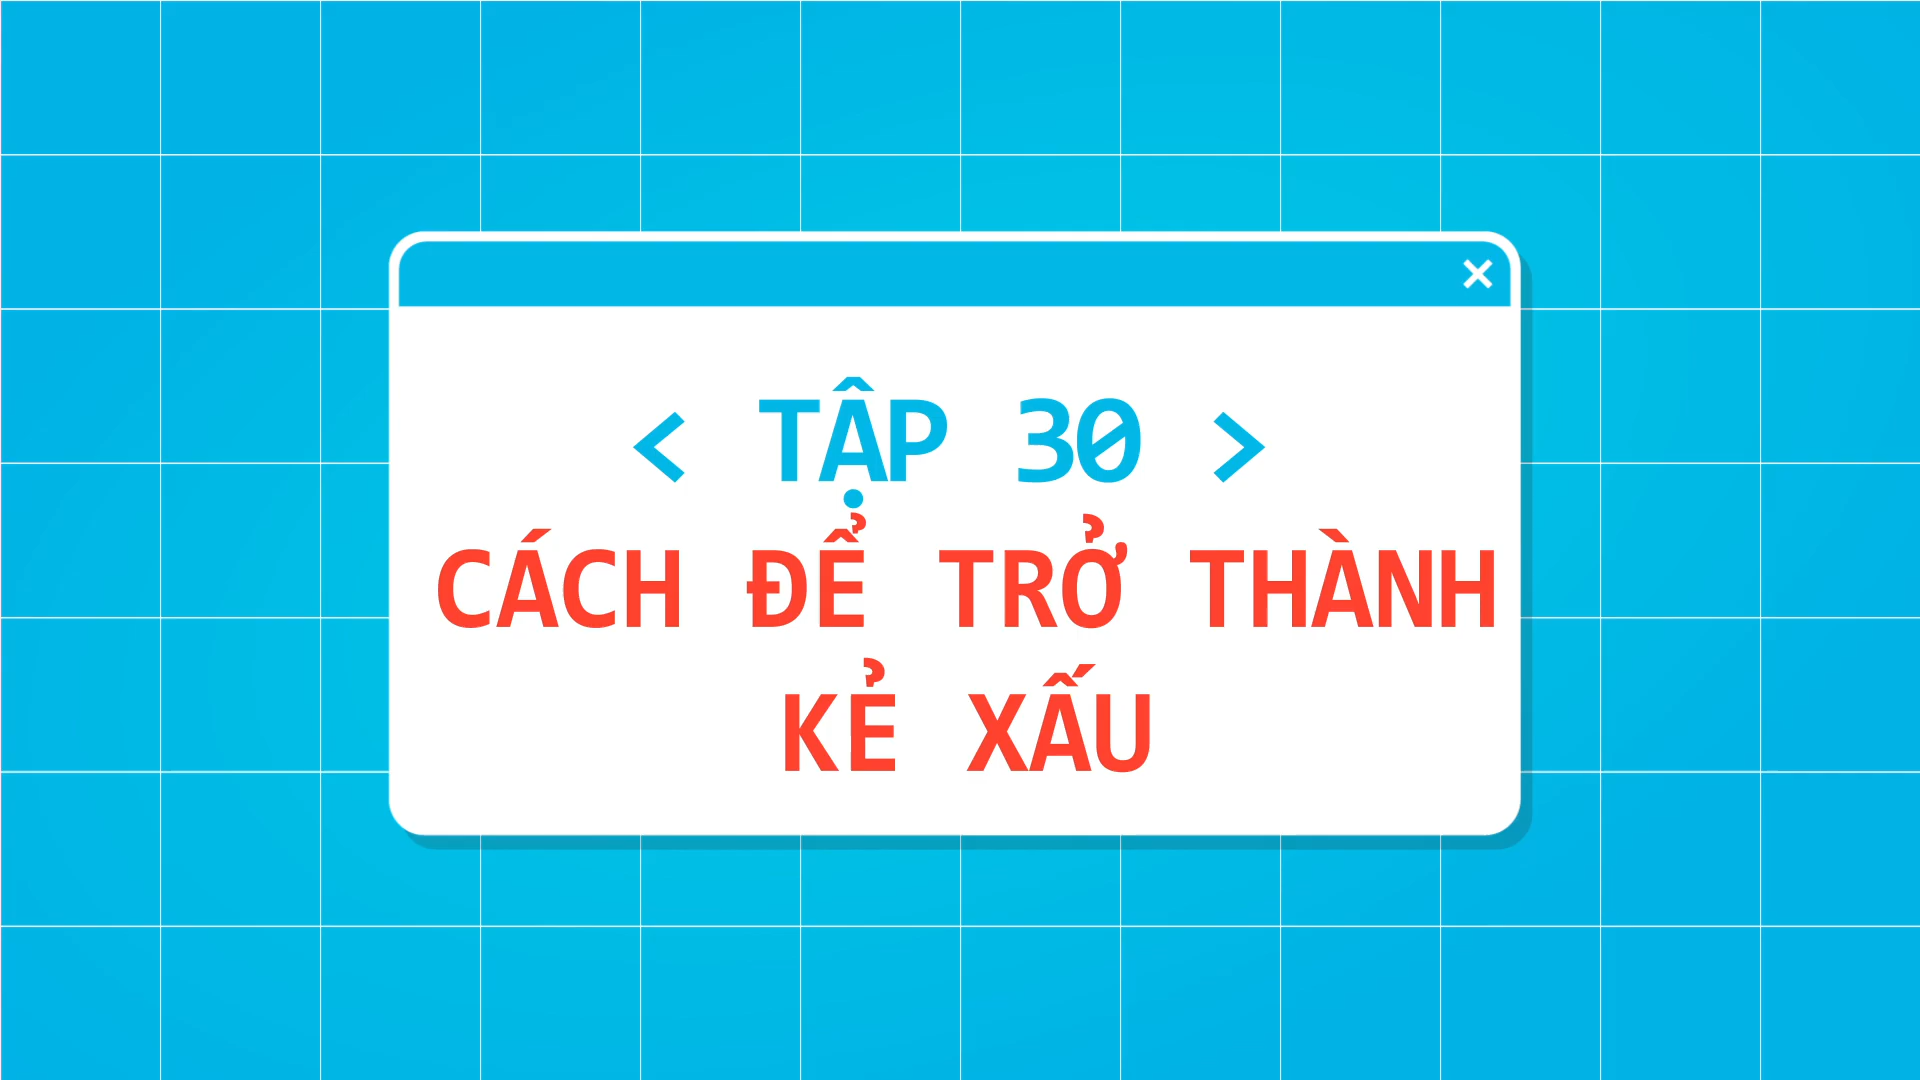 < TẬP 30 >
CÁCH ĐỂ TRỞ THÀNH
KẺ XẤU